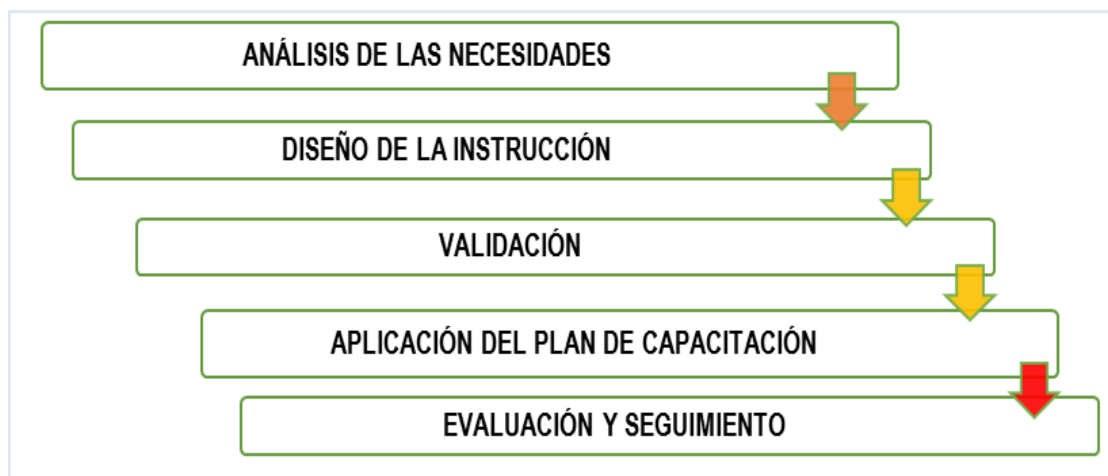 ANÁLISIS DE LAS NECESIDADES
DISEÑO DE LA INSTRUCCIÓN
VALIDACIÓN
APLICACIÓN DEL PLAN DE CAPACITACIÓN
EVALUACIÓN Y SEGUIMIENTO